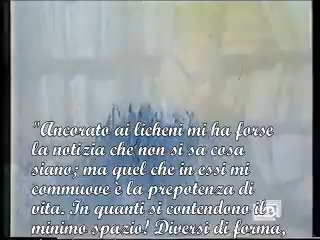 "Ancorato ai licheni mi ha forse
la notizia che non si sa cosa
siano; ma quel che in essi mi
commuove è la prepotenza di
vita. In quanti si contendono il
minimo spazio! Diversi di forma,